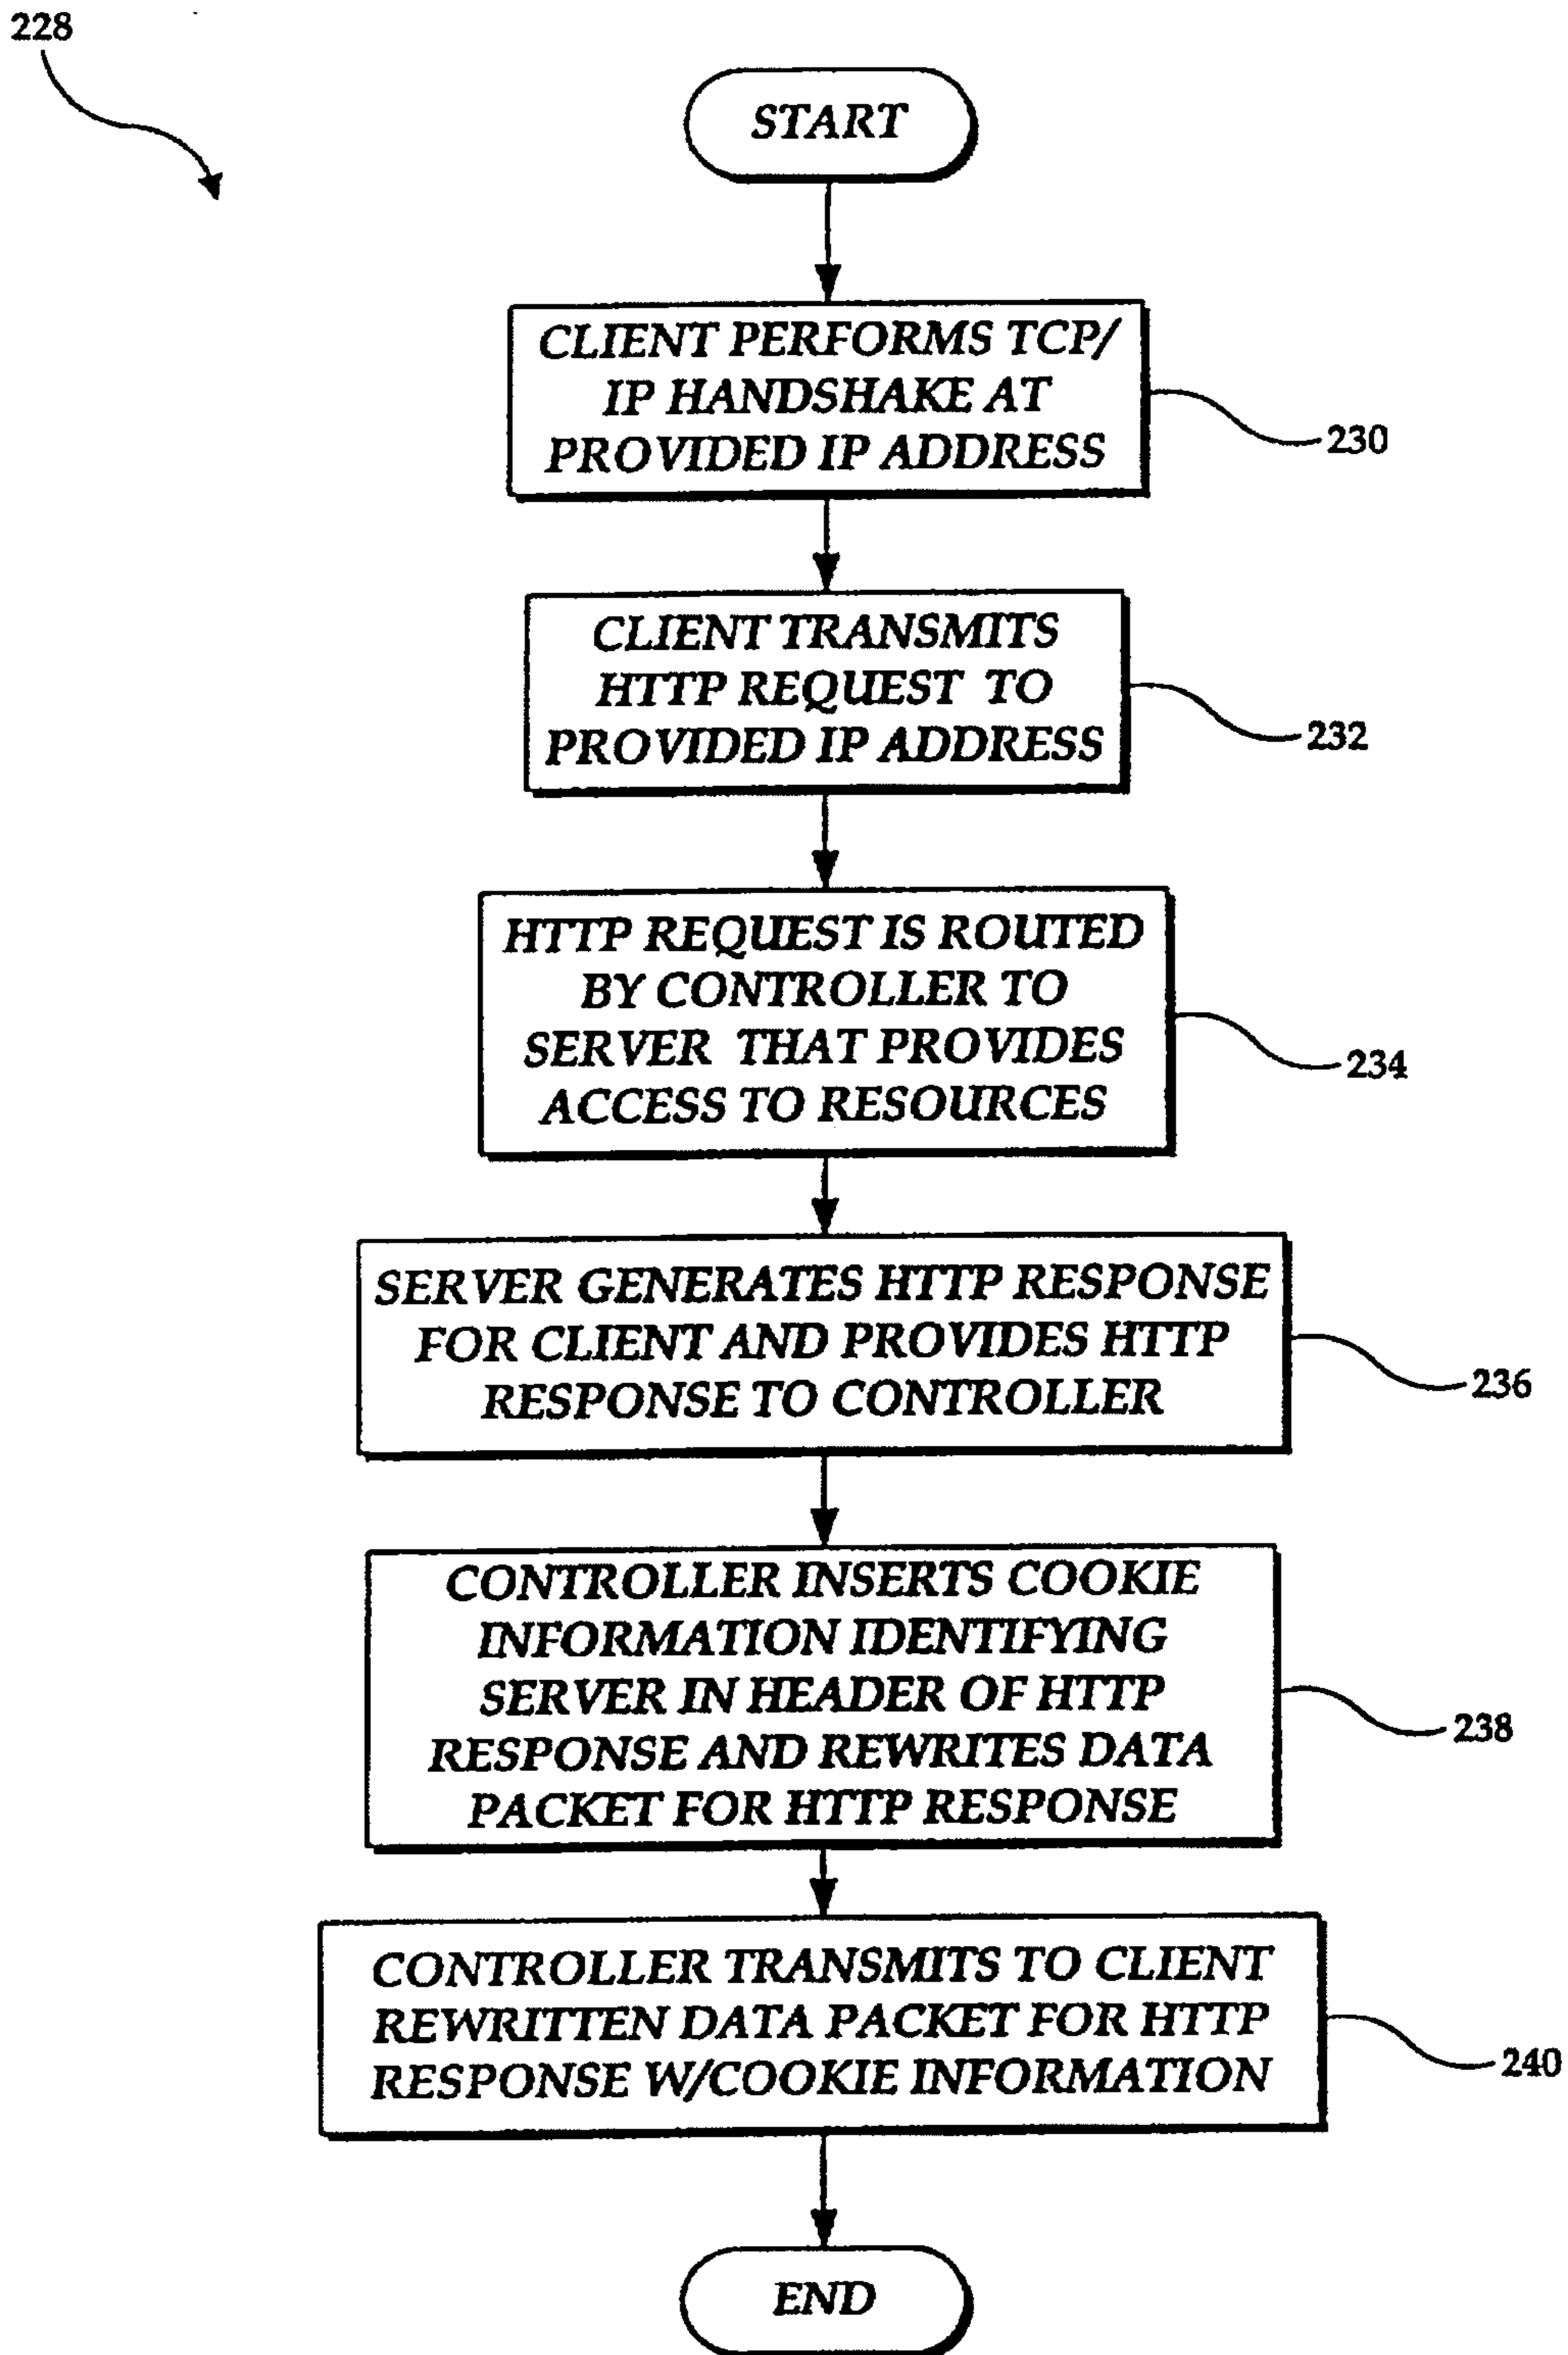 228
START
CLIENT PERFORMS TCP/
IP HANDSHAKE AT
PROVIDED IP ADDRESS
230
CLIENT TRANSMITS
HTTP REQUEST TO
PROVIDED IP ADDRESS
232
HTTP REQUEST IS ROUTED
BY CONTROLLER TO
SERVER THAT PROVIDES
ACCESS TO RESOURCES
234
SERVER GENERATES HTTP RESPONSE
FOR CLIENT AND PROVIDES HTTP
RESPONSE TO CONTROLLER
236
CONTROLLER INSERTS COOKIE
INFORMATION IDENTIFYING
SERVER IN HEADER OF HTTP
RESPONSE AND REWRITES DATA
PACKET FOR HTTP RESPONSE
238
CONTROLLER TRANSMITS TO CLIENT
REWRITTEN DATA PACKET FOR HTTP
RESPONSE W/COOKIE INFORMATION
240
END